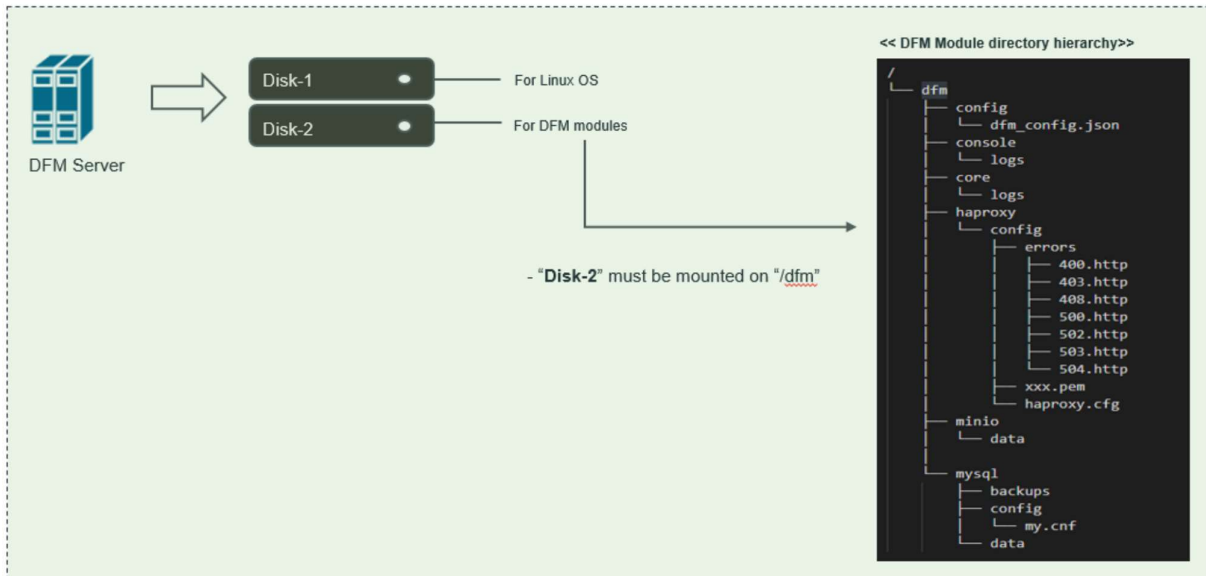 << DFM Module directory hierarchy>>
Disk-1
For Linux OS
Disk-2
For DFM modules
DFM Server
- “Disk-2” must be mounted on “/dfm”
/
└── dfm
    ├── config
    │   └── dfm_config.json
    ├── console
    │   └── logs
    ├── core
    │   └── logs
    ├── haproxy
    │   └── config
    │       ├── errors
    │       │   ├── 400.http
    │       │   ├── 403.http
    │       │   ├── 408.http
    │       │   ├── 500.http
    │       │   ├── 502.http
    │       │   ├── 503.http
    │       │   └── 504.http
    │       ├── xxx.pem
    │       └── haproxy.cfg
    ├── minio
    │   └── data
    │
    └── mysql
        ├── backups
        ├── config
        │   └── my.cnf
        └── data